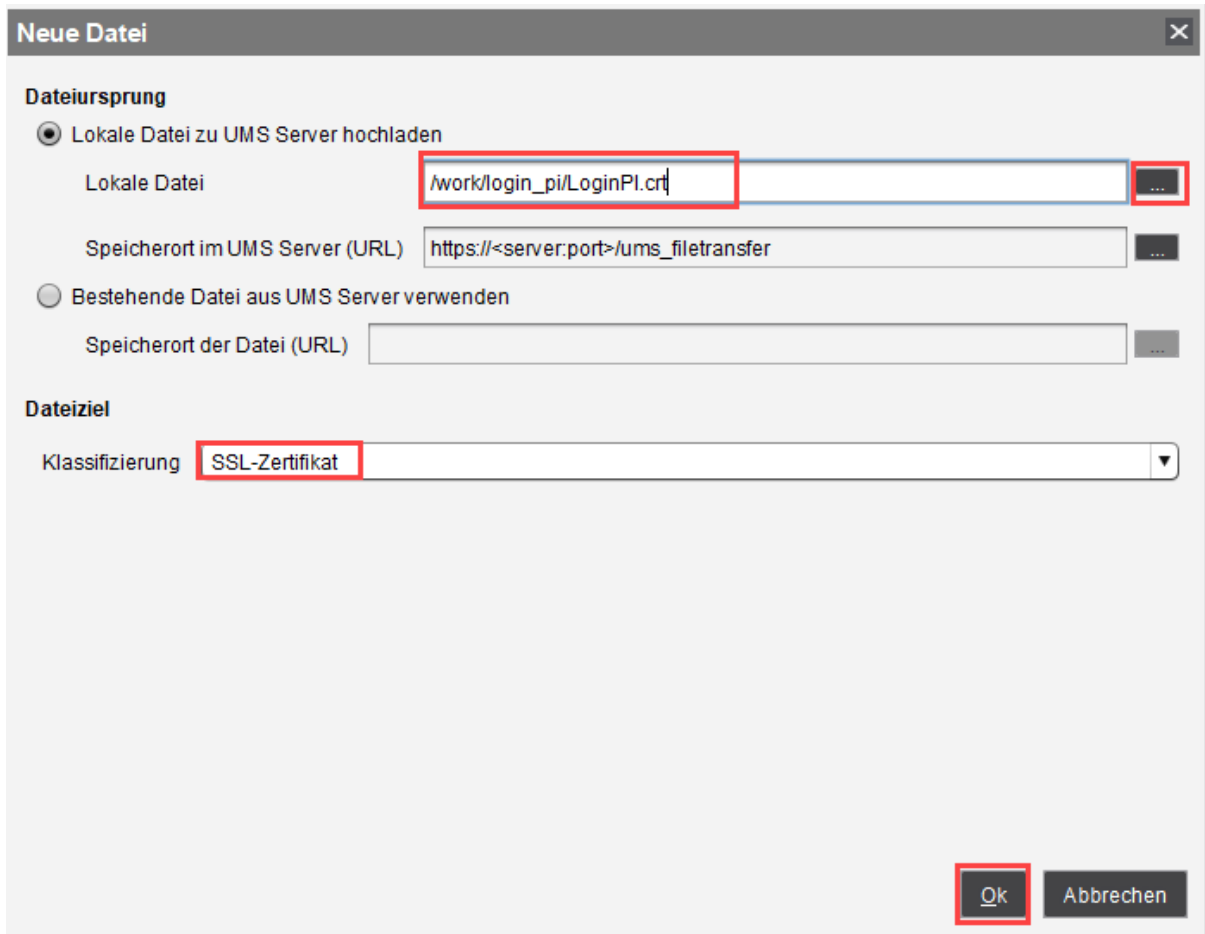 Neue Datei
Dateiursprung
Lokale Datei zu UMS Server hochladen
Lokale Datei /work/login_pi/LoginPI.crt ...
Speicherort im UMS Server (URL) https://<server:port>/ums_filetransfer ...
Bestehende Datei aus UMS Server verwenden
Speicherort der Datei (URL) ...
Dateiziel
Klassifizierung SSL-Zertifikat
Ok Abbrechen